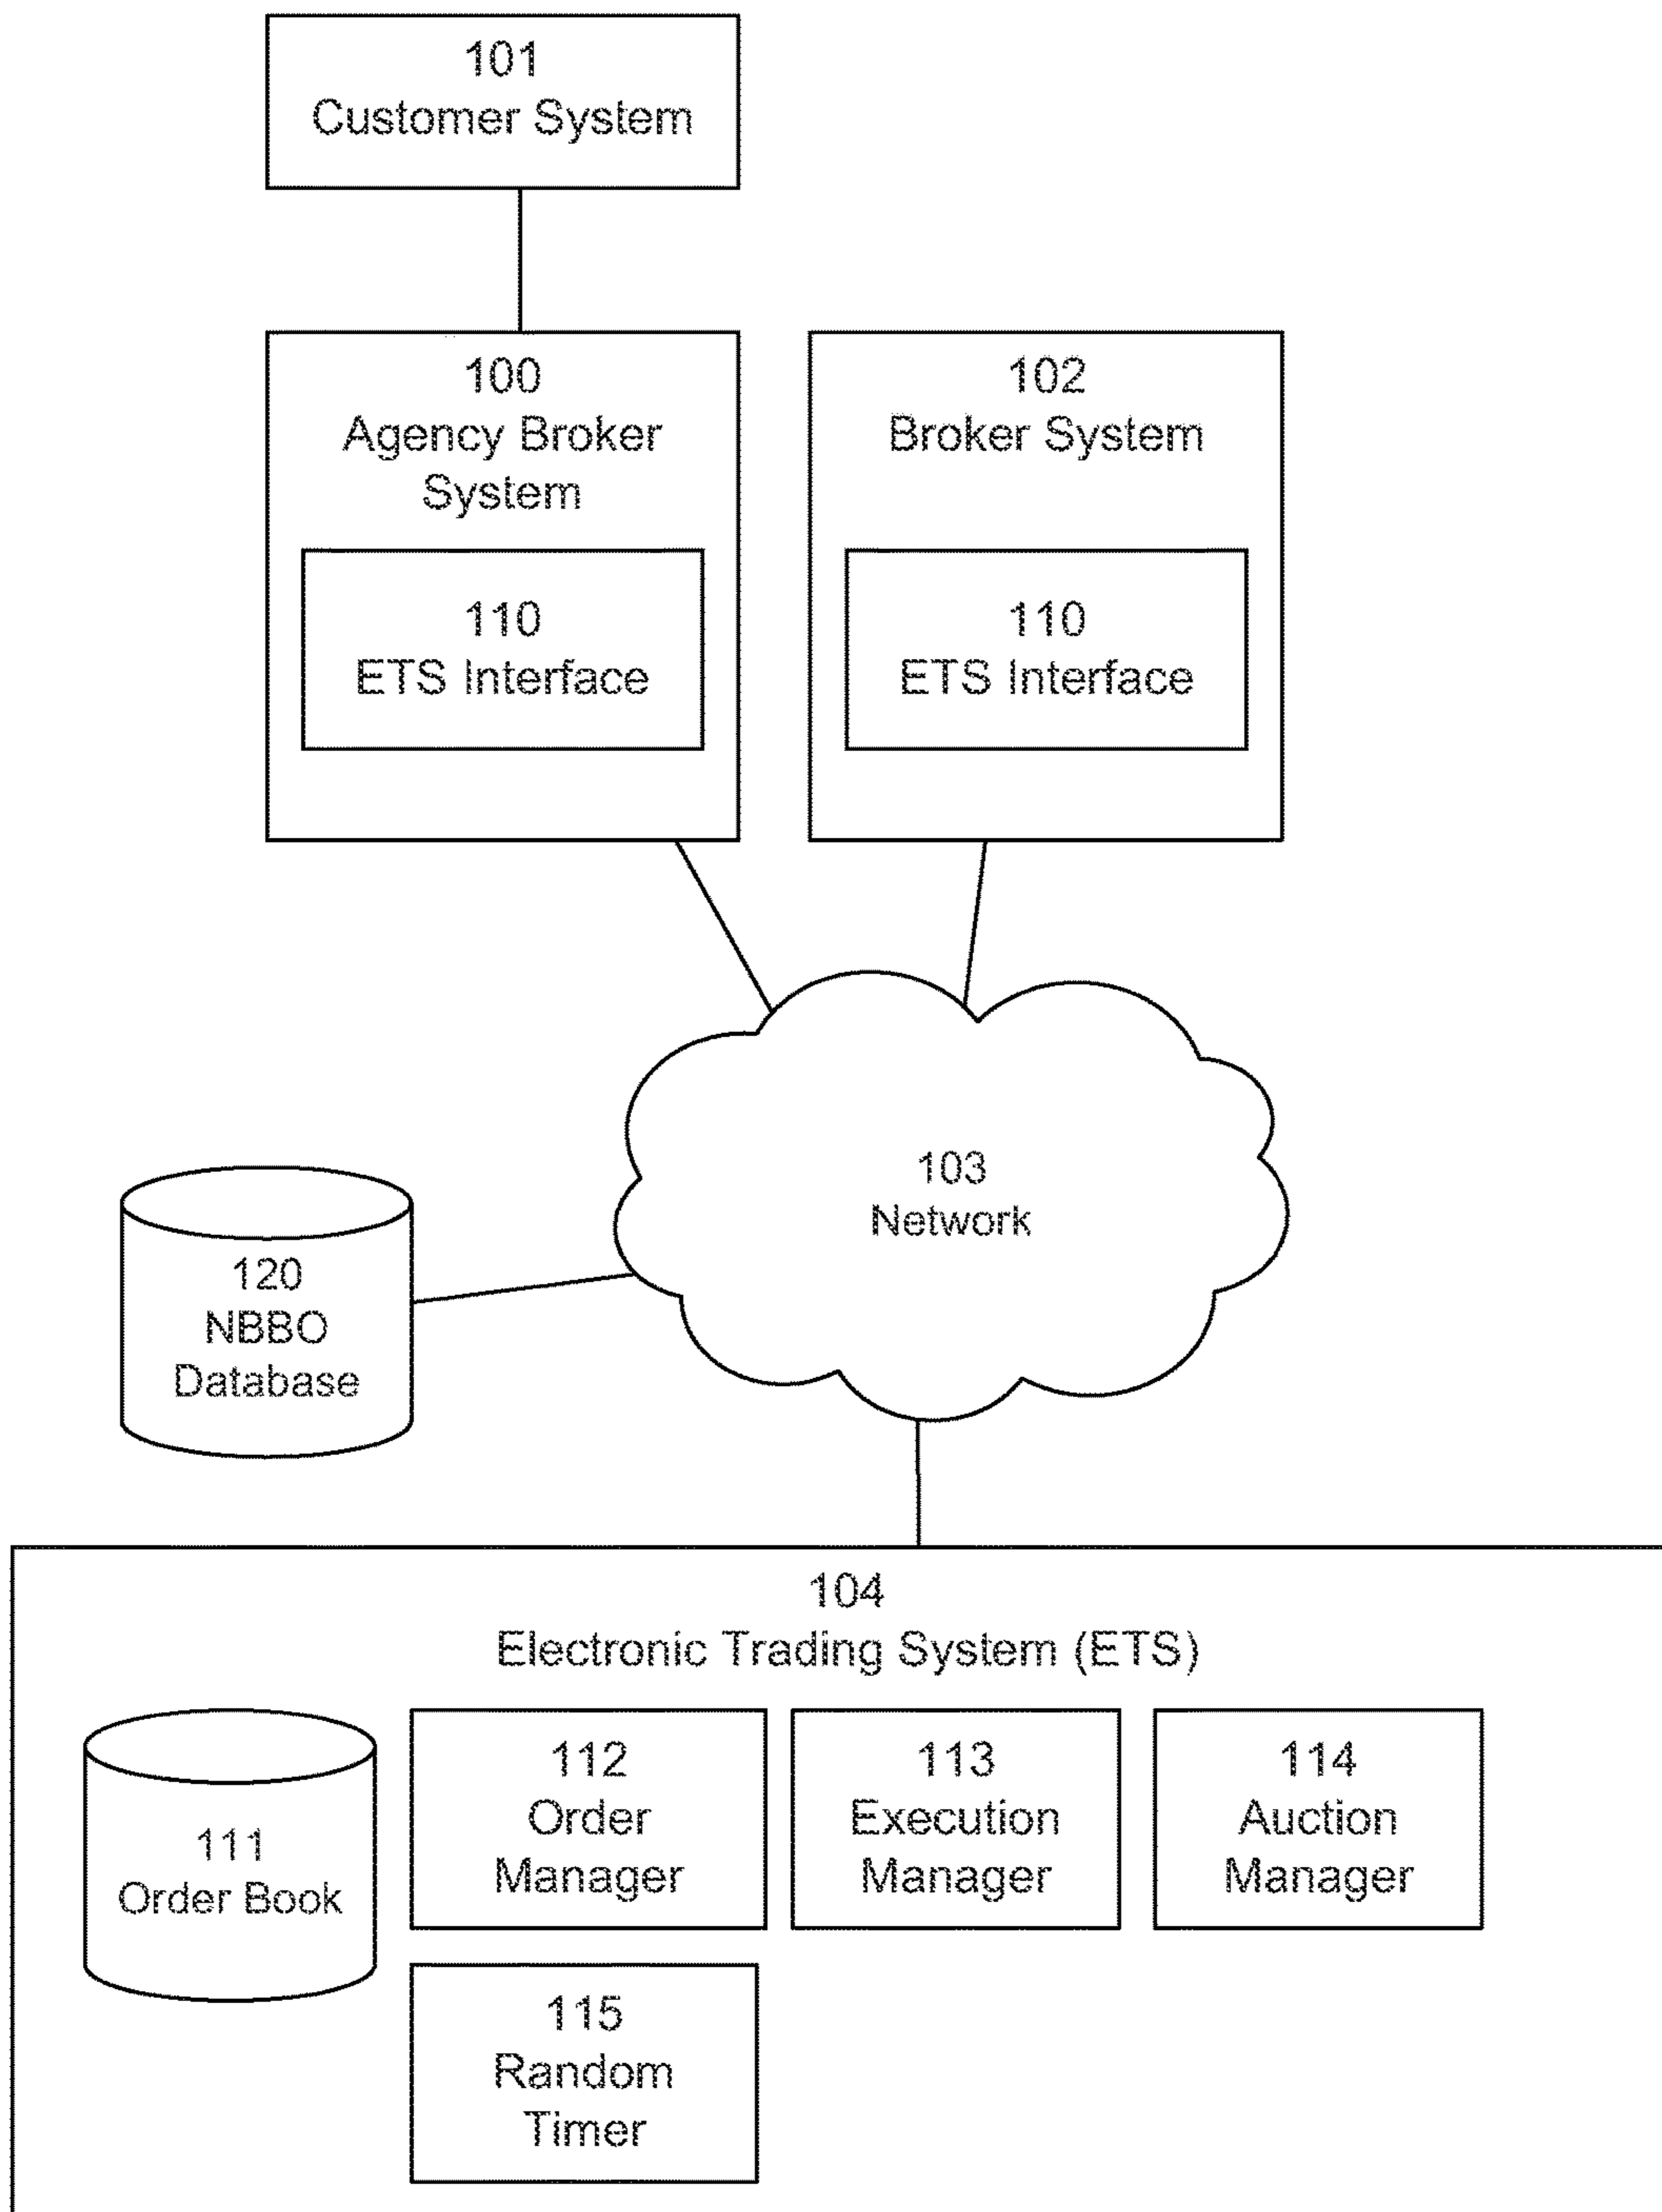 101
Customer System
100
Agency Broker
System
110
ETS Interface
102
Broker System
110
ETS Interface
103
Network
120
NBBO
Database
104
Electronic Trading System (ETS)
111
Order Book
112
Order
Manager
113
Execution
Manager
114
Auction
Manager
115
Random
Timer